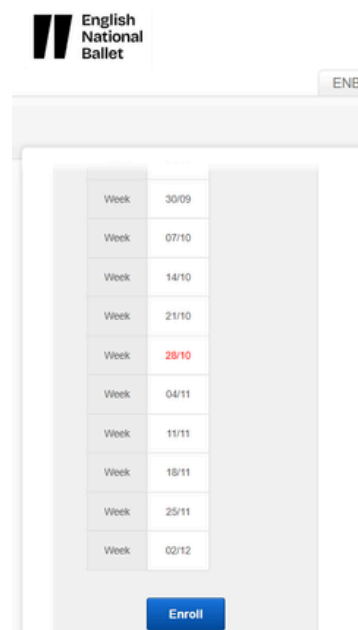 English
National
Ballet
ENB
Week 30/09
Week 07/10
Week 14/10
Week 21/10
Week 28/10
Week 04/11
Week 11/11
Week 18/11
Week 25/11
Week 02/12
Enroll